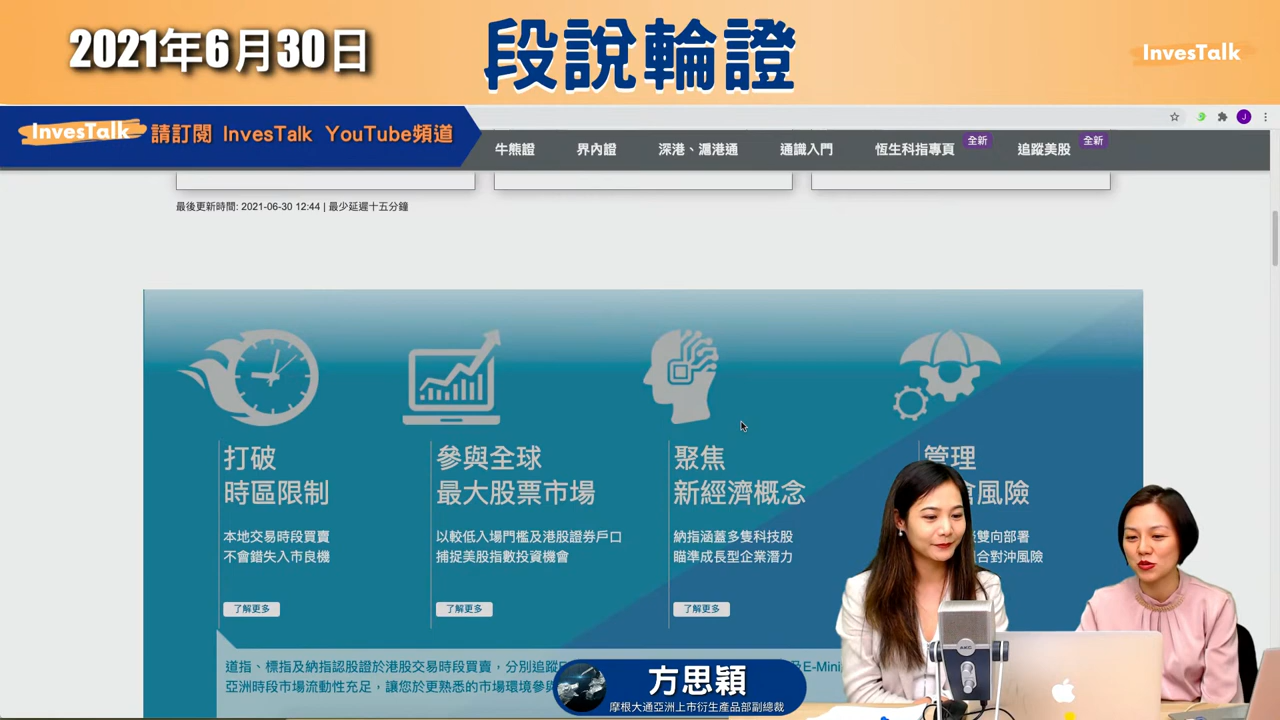 2021年6月30日
段說輪證
InvesTalk
InvesTalk 請訂閱 InvesTalk YouTube頻道
J
牛熊證 界內證 深港、滬港通 通識入門 恆生科指專頁 全新 追蹤美股 全新
最後更新時間: 2021-06-30 12:44 | 最少延遲十五分鐘
打破
時區限制
本地交易時段買賣
不會錯失入市良機
了解更多
參與全球
最大股票市場
以較低入場門檻及港股證券戶口
捕捉美股指數投資機會
了解更多
聚焦
新經濟概念
納指涵蓋多隻科技股
瞄準成長型企業潛力
了解更多
管理
風險
雙向部署
合對沖風險
道指、標指及納指認股證於港股交易時段買賣，分別追蹤
及E-Mini
亞洲時段市場流動性充足，讓您於更熟悉的市場環境參與
方思穎
摩根大通亞洲上市衍生產品部副總裁
AKG